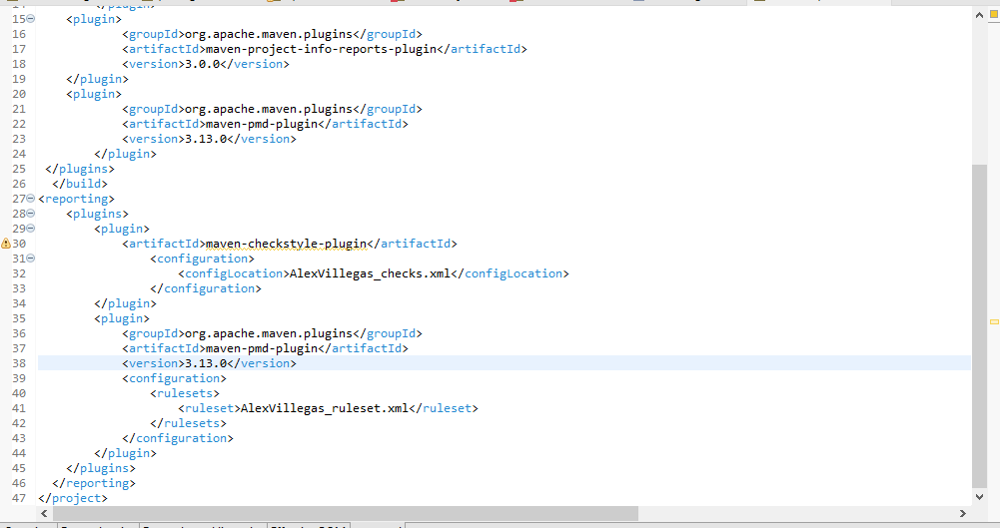 15 <plugin>
16 <groupId>org.apache.maven.plugins</groupId>
17 <artifactId>maven-project-info-reports-plugin</artifactId>
18 <version>3.0.0</version>
19 </plugin>
20 <plugin>
21 <groupId>org.apache.maven.plugins</groupId>
22 <artifactId>maven-pmd-plugin</artifactId>
23 <version>3.13.0</version>
24 </plugin>
25 </plugins>
26 </build>
27 <reporting>
28 <plugins>
29 <plugin>
30 <artifactId>maven-checkstyle-plugin</artifactId>
31 <configuration>
32 <configLocation>AlexVillegas_checks.xml</configLocation>
33 </configuration>
34 </plugin>
35 <plugin>
36 <groupId>org.apache.maven.plugins</groupId>
37 <artifactId>maven-pmd-plugin</artifactId>
38 <version>3.13.0</version>
39 <configuration>
40 <rulesets>
41 <ruleset>AlexVillegas_ruleset.xml</ruleset>
42 </rulesets>
43 </configuration>
44 </plugin>
45 </plugins>
46 </reporting>
47 </project>